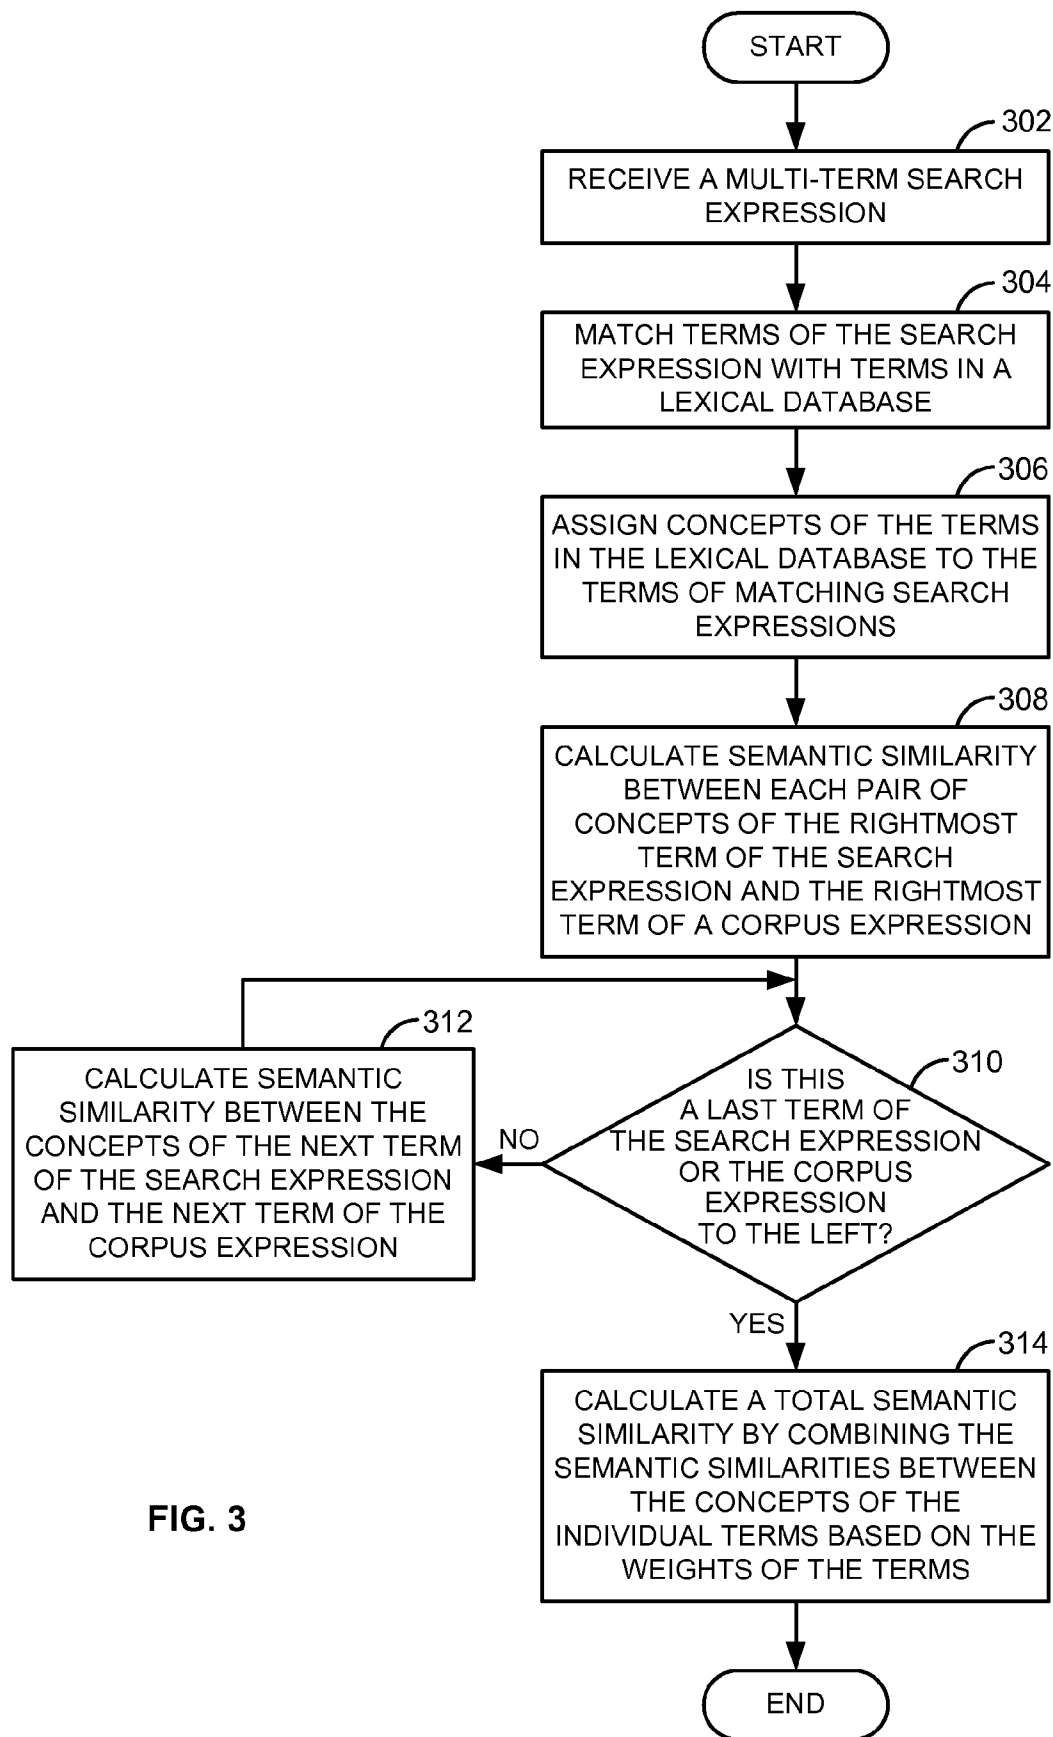 START
302
RECEIVE A MULTI-TERM SEARCH
EXPRESSION
304
MATCH TERMS OF THE SEARCH
EXPRESSION WITH TERMS IN A
LEXICAL DATABASE
306
ASSIGN CONCEPTS OF THE TERMS
IN THE LEXICAL DATABASE TO THE
TERMS OF MATCHING SEARCH
EXPRESSIONS
308
CALCULATE SEMANTIC SIMILARITY
BETWEEN EACH PAIR OF
CONCEPTS OF THE RIGHTMOST
TERM OF THE SEARCH
EXPRESSION AND THE RIGHTMOST
TERM OF A CORPUS EXPRESSION
310
IS THIS
A LAST TERM OF
THE SEARCH EXPRESSION
OR THE CORPUS
EXPRESSION
TO THE LEFT?
NO
312
CALCULATE SEMANTIC
SIMILARITY BETWEEN THE
CONCEPTS OF THE NEXT TERM
OF THE SEARCH EXPRESSION
AND THE NEXT TERM OF THE
CORPUS EXPRESSION
YES
314
CALCULATE A TOTAL SEMANTIC
SIMILARITY BY COMBINING THE
SEMANTIC SIMILARITIES BETWEEN
THE CONCEPTS OF THE
INDIVIDUAL TERMS BASED ON THE
WEIGHTS OF THE TERMS
FIG. 3
END